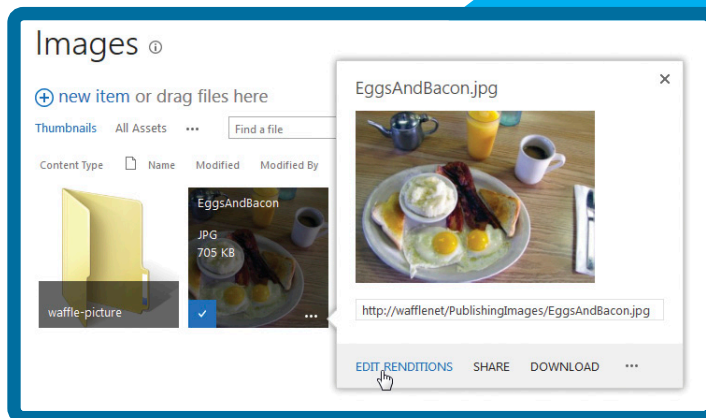 Images
new item or drag files here
Thumbnails All Assets ... Find a file
Content Type Name Modified Modified By
waffle-picture
EggsAndBacon
JPG
705 KB
...
EggsAndBacon.jpg
http://wafflenet/PublishingImages/EggsAndBacon.jpg
EDIT RENDITIONS SHARE DOWNLOAD ...